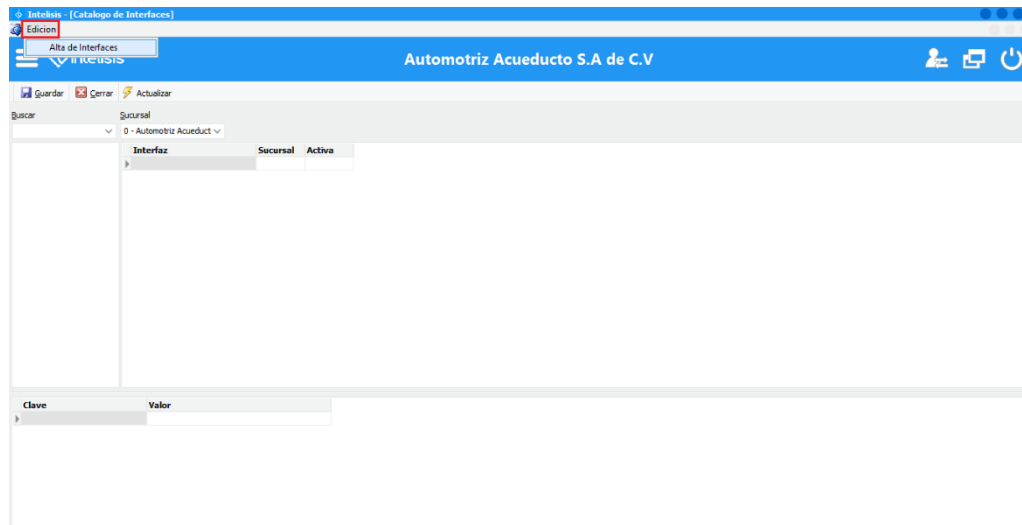 Intelisis - [Catalogo de Interfaces]
Edicion
Alta de Interfaces
Intelisis
Automotriz Acueducto S.A de C.V
Guardar Cerrar Actualizar
Buscar Sucursal
0 - Automotriz Acueduct
Interfaz Sucursal Activa
Clave Valor